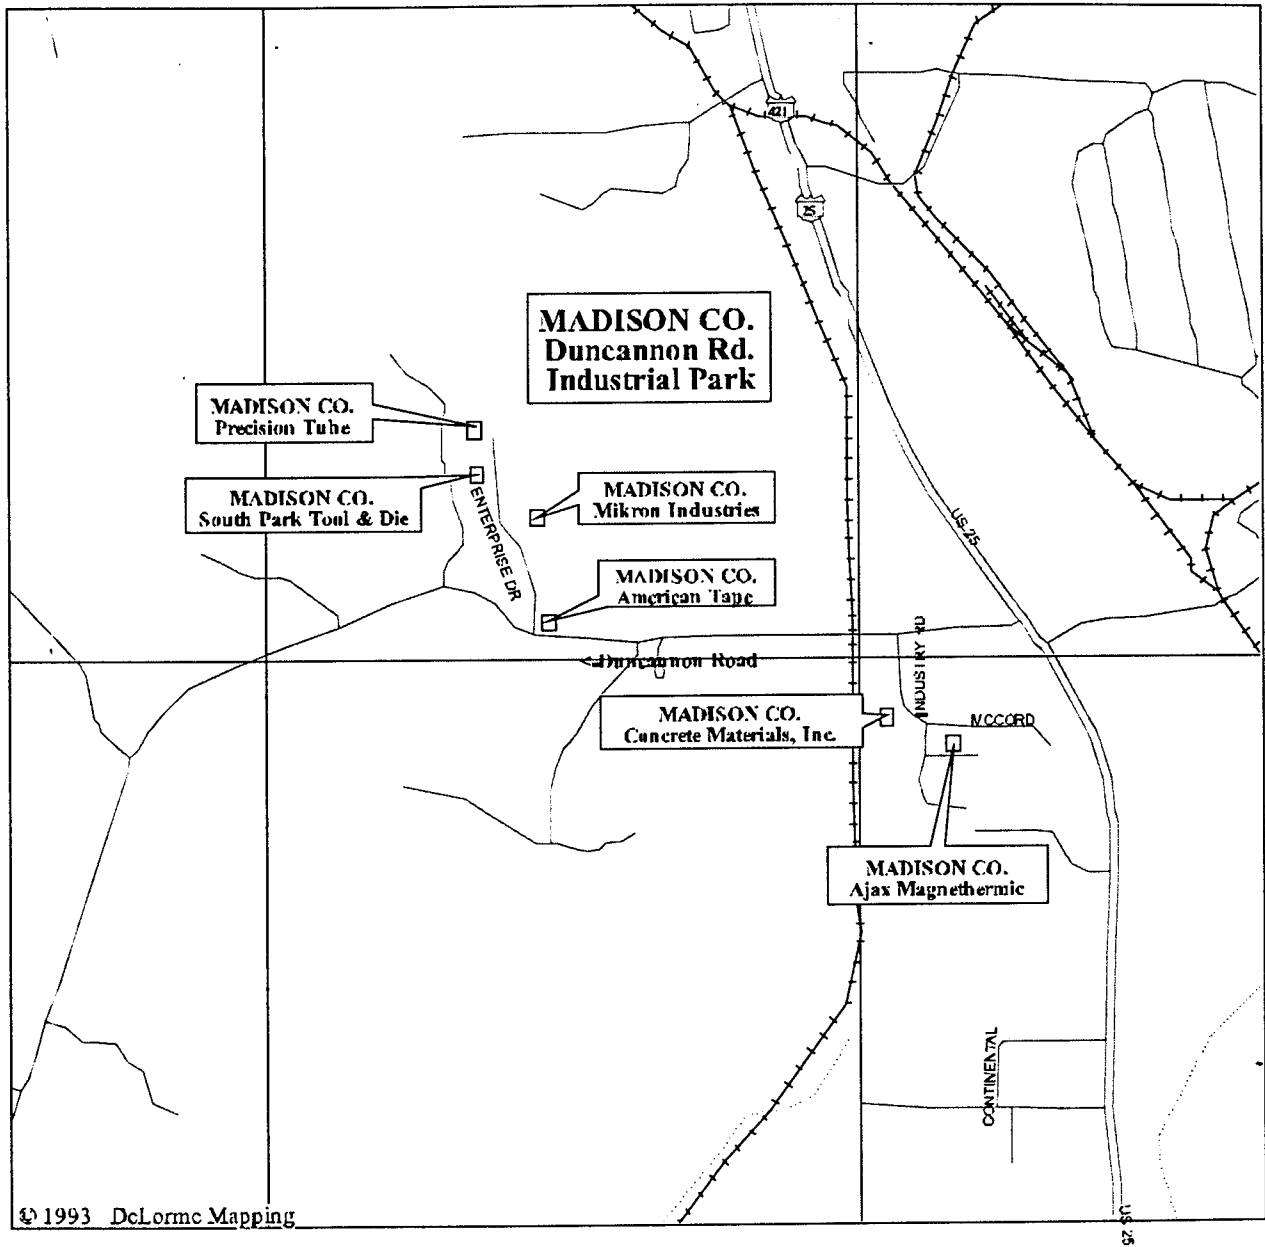 421
25
MADISON CO.
Duncannon Rd.
Industrial Park
MADISON CO.
Precision Tube
MADISON CO.
South Park Tool & Die
MADISON CO.
Mikron Industries
ENTERPRISE DR
US 25
MADISON CO.
American Tape
INDUSTRY RD
<-Duncannon Road
MADISON CO.
Concrete Materials, Inc.
MCCORD
MADISON CO.
Ajax Magnethermic
CONTINENTAL
US 25
© 1993 DeLorme Mapping